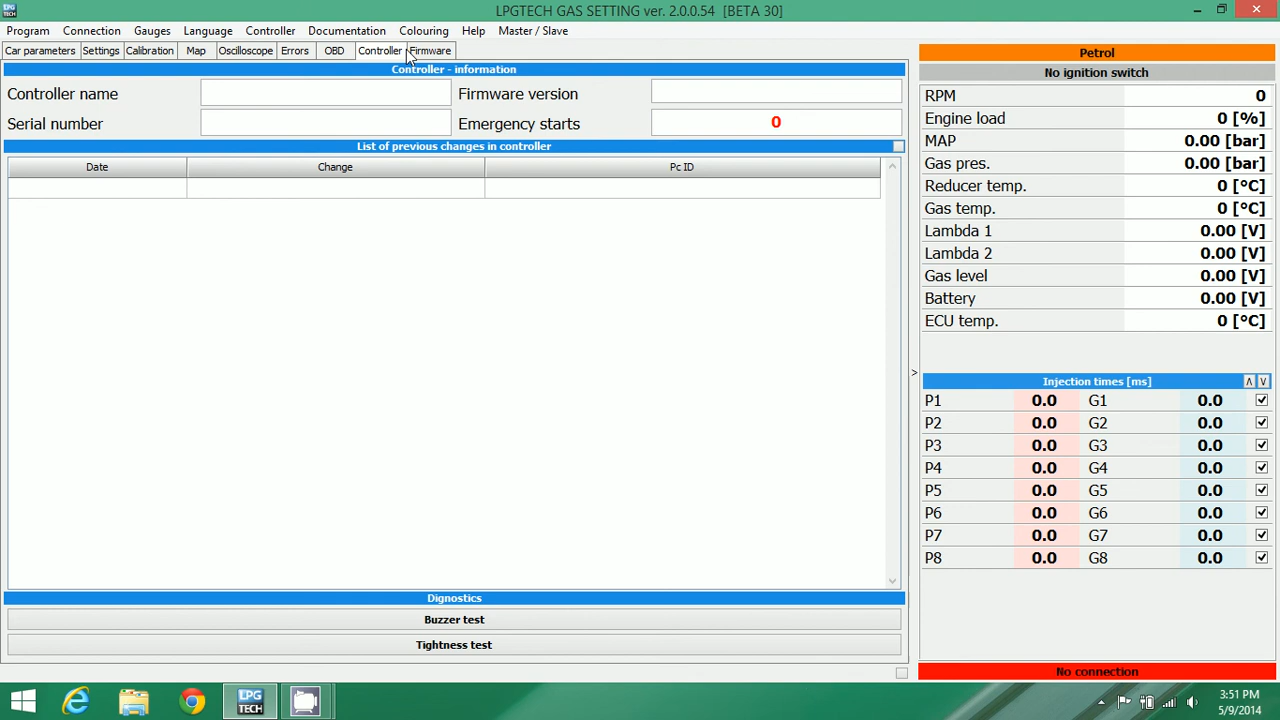 LPG TECH
LPGTECH GAS SETTING ver. 2.0.0.54 [BETA 30]
Program Connection Gauges Language Controller Documentation Colouring Help Master / Slave
Car parameters Settings Calibration Map Oscilloscope Errors OBD Controller Firmware
Controller - information
Controller name Firmware version
Serial number Emergency starts 0
List of previous changes in controller
Date Change Pc ID
Dignostics
Buzzer test
Tightness test
Petrol
No ignition switch
RPM 0
Engine load 0 [%]
MAP 0.00 [bar]
Gas pres. 0.00 [bar]
Reducer temp. 0 [ºC]
Gas temp. 0 [ºC]
Lambda 1 0.00 [V]
Lambda 2 0.00 [V]
Gas level 0.00 [V]
Battery 0.00 [V]
ECU temp. 0 [ºC]
>
Injection times [ms]
P1 0.0 G1 0.0
P2 0.0 G2 0.0
P3 0.0 G3 0.0
P4 0.0 G4 0.0
P5 0.0 G5 0.0
P6 0.0 G6 0.0
P7 0.0 G7 0.0
P8 0.0 G8 0.0
No connection
LPG
TECH
3:51 PM
5/9/2014